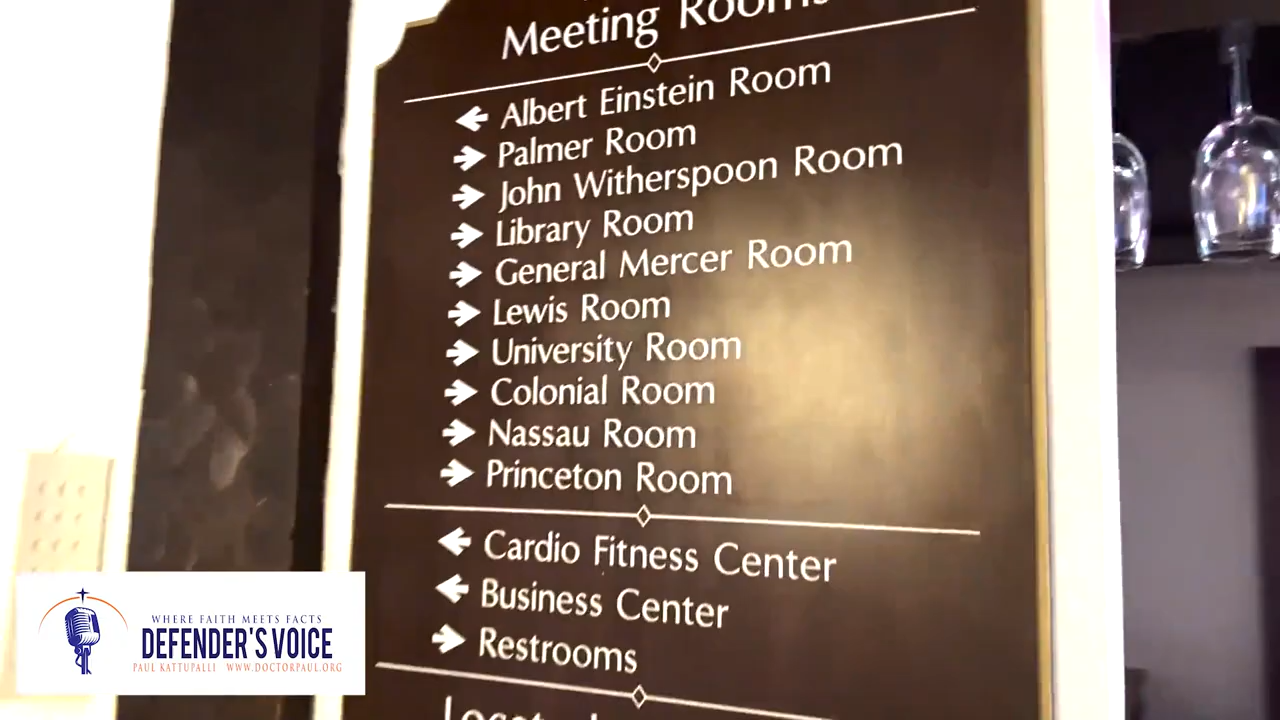 Meeting Rooms
Albert Einstein Room
Palmer Room
John Witherspoon Room
Library Room
General Mercer Room
Lewis Room
University Room
Colonial Room
Nassau Room
Princeton Room
Cardio Fitness Center
Business Center
Restrooms
WHERE FAITH MEETS FACTS
DEFENDER'S VOICE
PAUL KATTUPALLI WWW.DOCTORPAUL.ORG